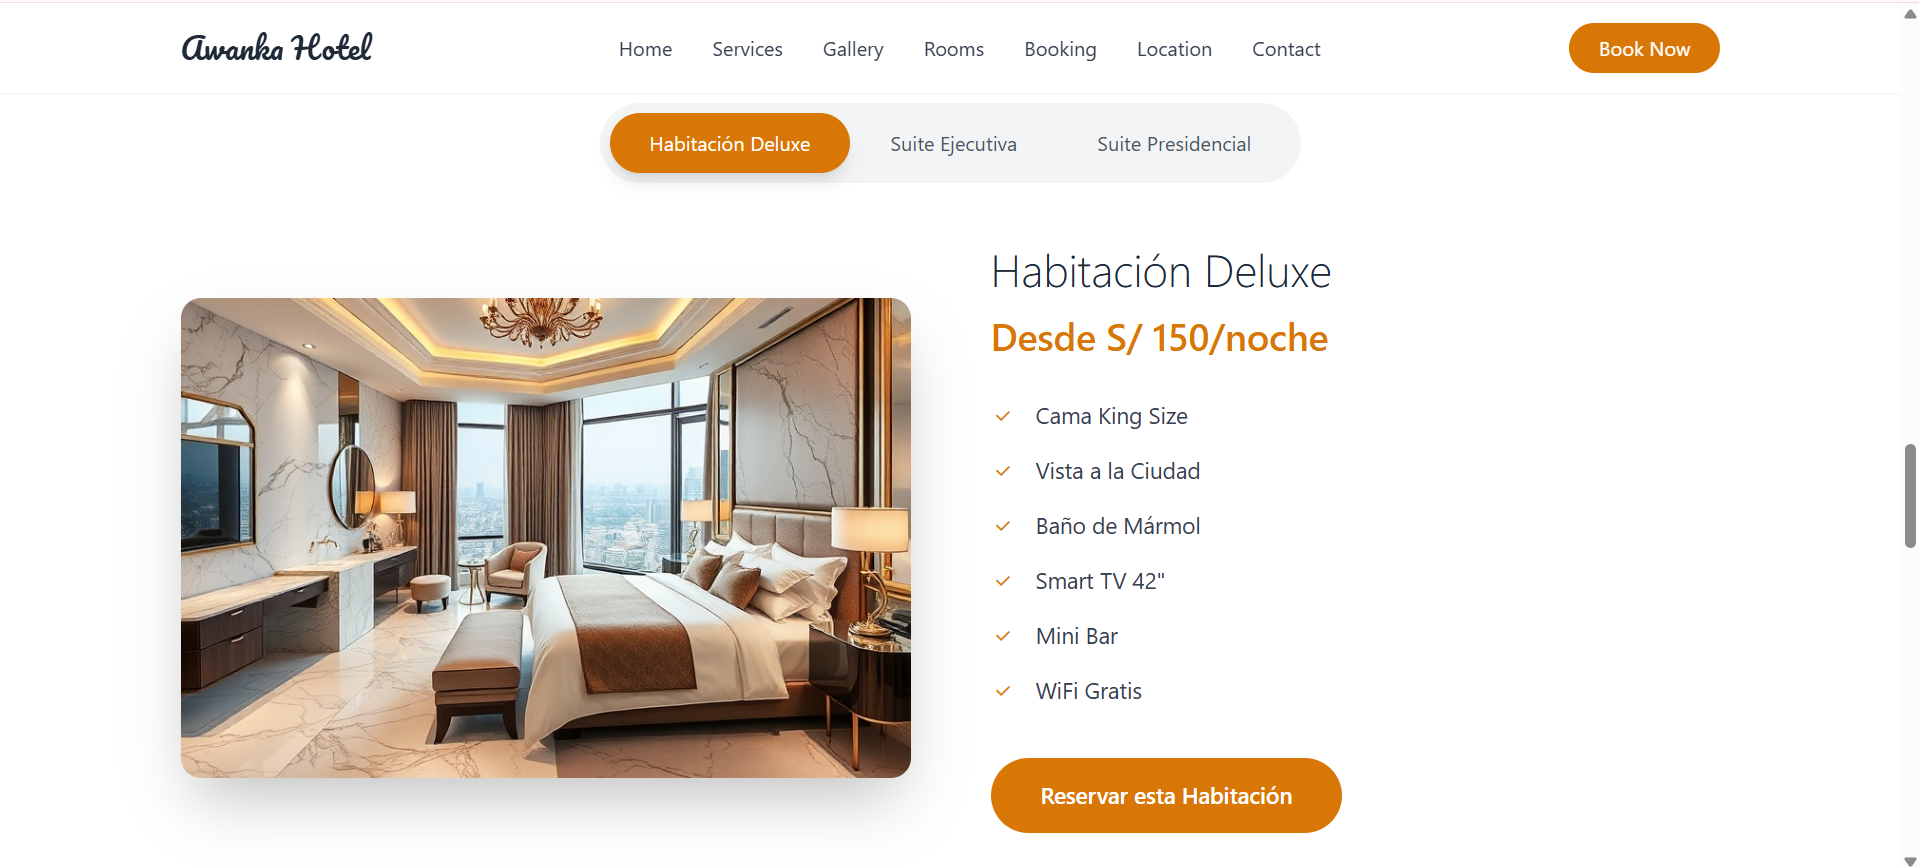 Awanka Hotel
Home Services Gallery Rooms Booking Location Contact
Book Now
Habitación Deluxe Suite Ejecutiva Suite Presidencial
Habitación Deluxe
Desde S/ 150/noche
Cama King Size
Vista a la Ciudad
Baño de Mármol
Smart TV 42"
Mini Bar
WiFi Gratis
Reservar esta Habitación